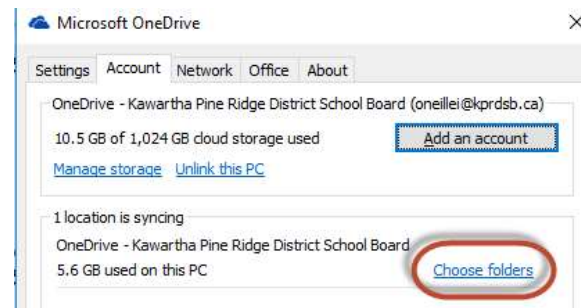 Microsoft OneDrive
Settings Account Network Office About
OneDrive - Kawartha Pine Ridge District School Board (oneillei@kprdsb.ca)
10.5 GB of 1,024 GB cloud storage used Add an account
Manage storage Unlink this PC
1 location is syncing
OneDrive - Kawartha Pine Ridge District School Board
5.6 GB used on this PC Choose folders